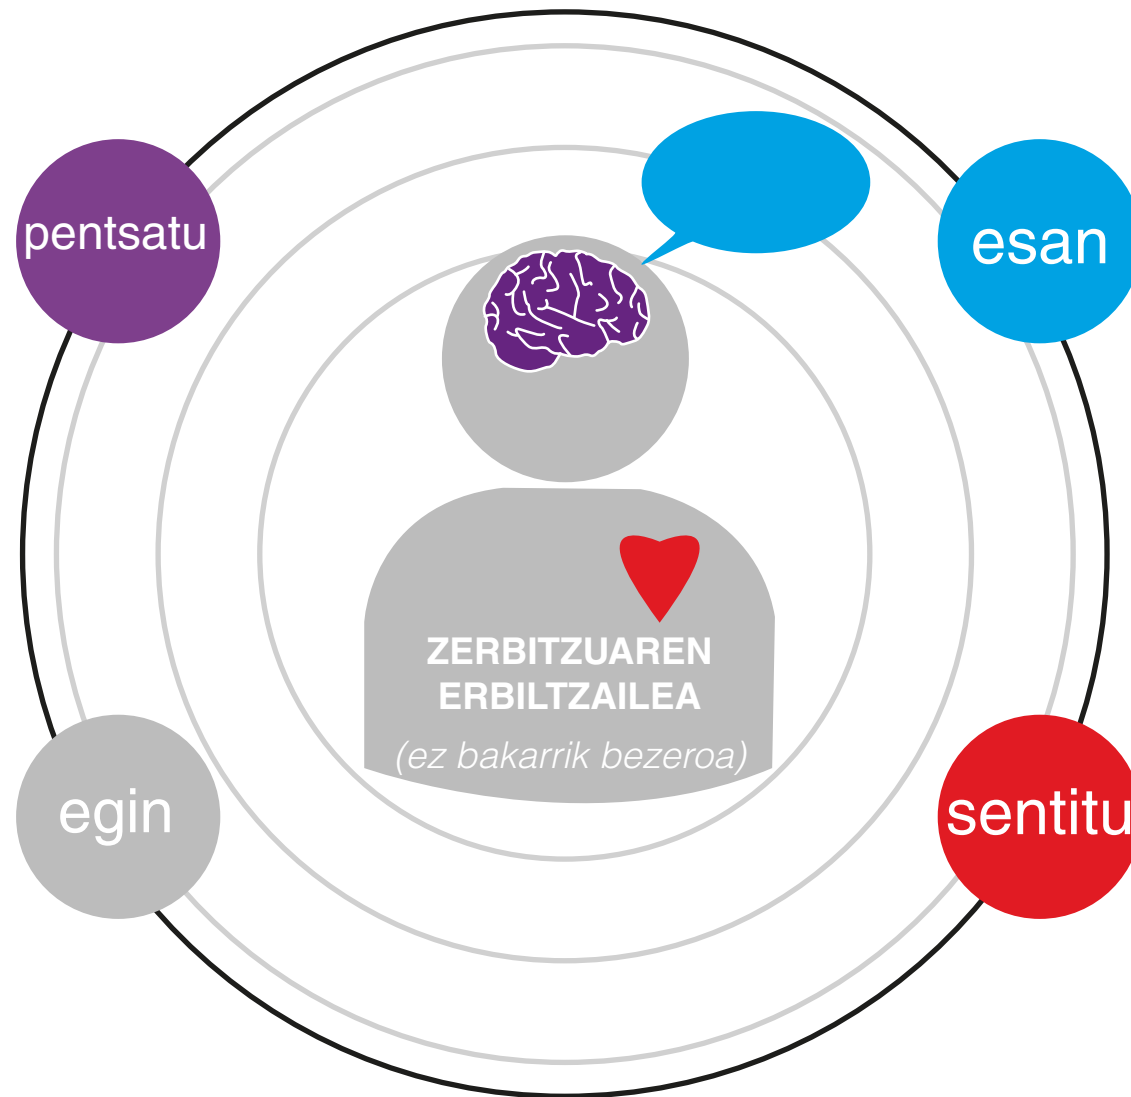 pentsatu
esan
ZERBITZUAREN
ERBILTZAILEA
(ez bakarrik bezeroa)
egin
sentitu